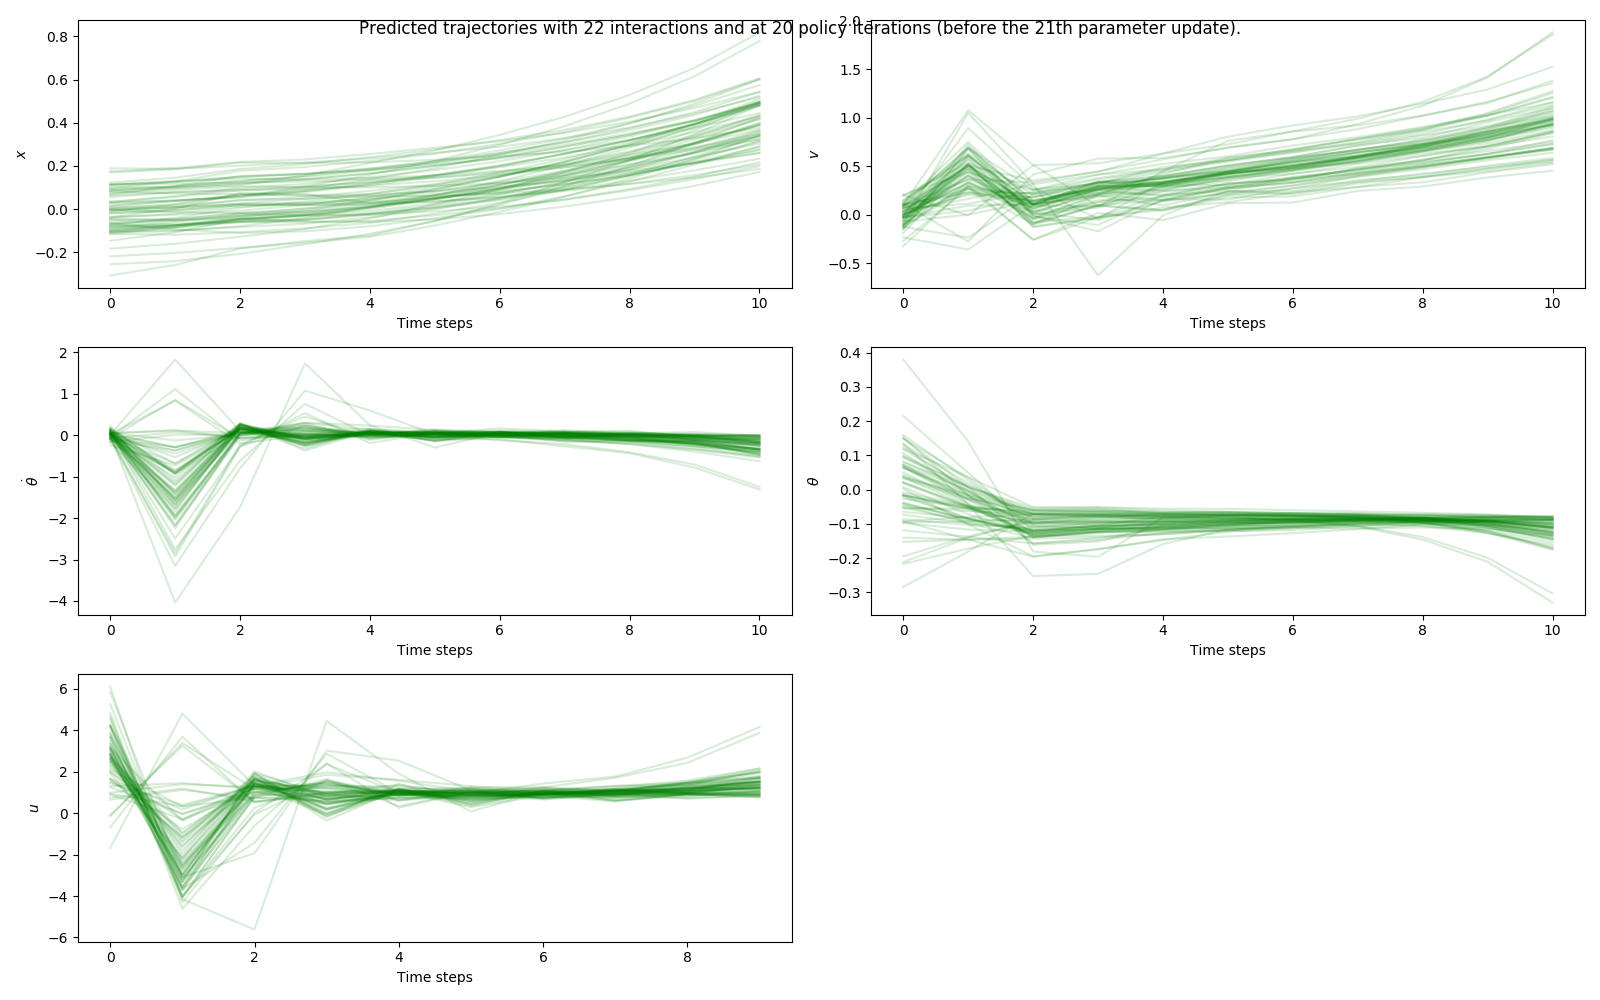 Predicted trajectories with 22 interactions and at 20 policy iterations (before the 21th parameter update).
0.8
0.6
0.4
0.2
0.0
−0.2
x
0 2 4 6 8 10
Time steps
2.0
1.5
1.0
0.5
0.0
−0.5
v
0 2 4 6 8 10
Time steps
2
1
0
−1
−2
−3
−4
θ̇
0 2 4 6 8 10
Time steps
0.4
0.3
0.2
0.1
0.0
−0.1
−0.2
−0.3
θ
0 2 4 6 8 10
Time steps
6
4
2
0
−2
−4
−6
u
0 2 4 6 8
Time steps